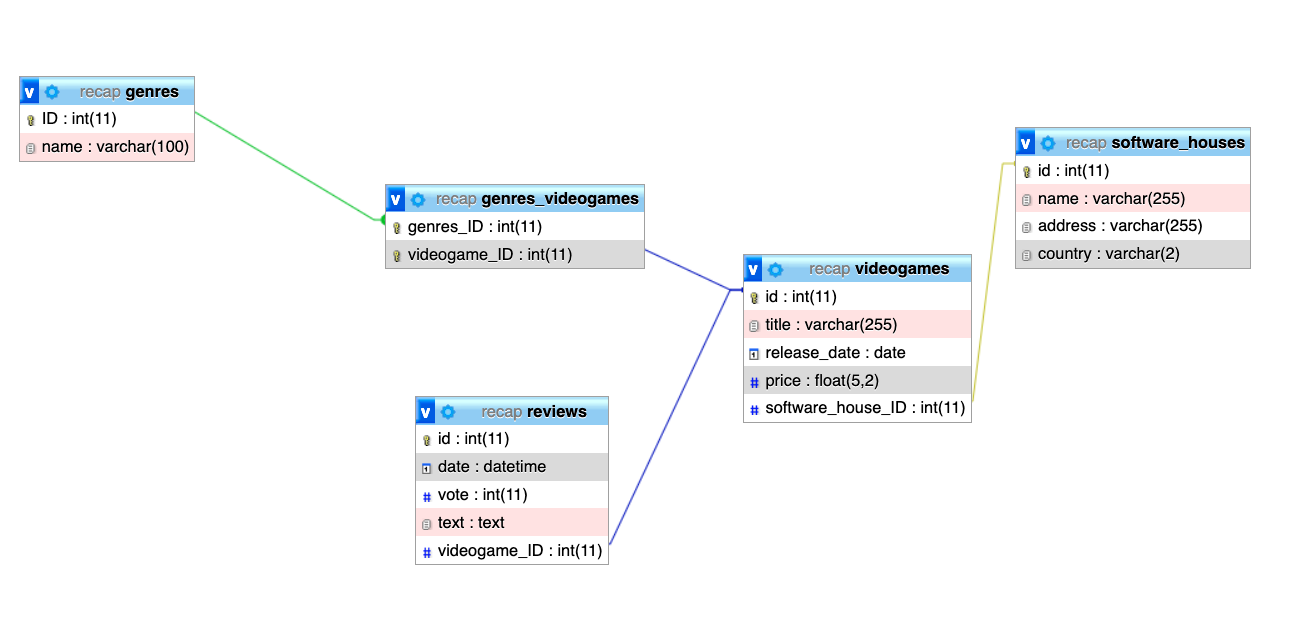 v recap genres
ID : int(11)
name : varchar(100)
v recap genres_videogames
genres_ID : int(11)
videogame_ID : int(11)
v recap videogames
id : int(11)
title : varchar(255)
release_date : date
# price : float(5,2)
# software_house_ID : int(11)
v recap software_houses
id : int(11)
name : varchar(255)
address : varchar(255)
country : varchar(2)
v recap reviews
id : int(11)
date : datetime
# vote : int(11)
text : text
# videogame_ID : int(11)